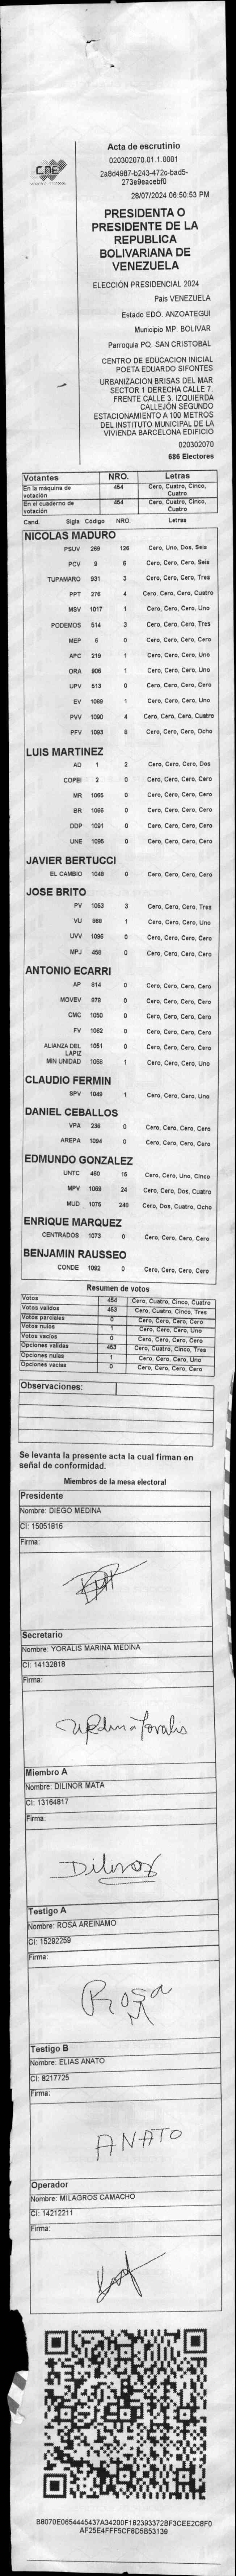 CNE
Acta de escrutinio
020302070.01.1.0001
2a8d4987-b243-472c-bad5-
273e9eacebf0
28/07/2024 06:50:53 PM
PRESIDENTA O
PRESIDENTE DE LA
REPUBLICA
BOLIVARIANA DE
VENEZUELA
ELECCIÓN PRESIDENCIAL 2024
País VENEZUELA
Estado EDO. ANZOATEGUI
Municipio MP. BOLIVAR
Parroquia PQ. SAN CRISTOBAL
CENTRO DE EDUCACION INICIAL
POETA EDUARDO SIFONTES
URBANIZACION BRISAS DEL MAR
SECTOR 1 DERECHA CALLE 7.
FRENTE CALLE 3. IZQUIERDA
CALLEJÓN SEGUNDO
ESTACIONAMIENTO A 100 METROS
DEL INSTITUTO MUNICIPAL DE LA
VIVIENDA BARCELONA EDIFICIO
020302070
686 Electores
Votantes NRO. Letras
En la máquina de votación 454 Cero, Cuatro, Cinco, Cuatro
En el cuaderno de votación 454 Cero, Cuatro, Cinco, Cuatro
Cand. Sigla Código NRO. Letras
NICOLAS MADURO
PSUV 269 126 Cero, Uno, Dos, Seis
PCV 9 6 Cero, Cero, Cero, Seis
TUPAMARO 931 3 Cero, Cero, Cero, Tres
PPT 276 4 Cero, Cero, Cero, Cuatro
MSV 1017 1 Cero, Cero, Cero, Uno
PODEMOS 514 3 Cero, Cero, Cero, Tres
MEP 6 0 Cero, Cero, Cero, Cero
APC 219 1 Cero, Cero, Cero, Uno
ORA 906 1 Cero, Cero, Cero, Uno
UPV 513 0 Cero, Cero, Cero, Cero
EV 1089 1 Cero, Cero, Cero, Uno
PVV 1090 4 Cero, Cero, Cero, Cuatro
PFV 1093 8 Cero, Cero, Cero, Ocho
LUIS MARTINEZ
AD 1 2 Cero, Cero, Cero, Dos
COPEI 2 0 Cero, Cero, Cero, Cero
MR 1065 0 Cero, Cero, Cero, Cero
BR 1066 0 Cero, Cero, Cero, Cero
DDP 1091 0 Cero, Cero, Cero, Cero
UNE 1095 0 Cero, Cero, Cero, Cero
JAVIER BERTUCCI
EL CAMBIO 1048 0 Cero, Cero, Cero, Cero
JOSE BRITO
PV 1053 3 Cero, Cero, Cero, Tres
VU 868 1 Cero, Cero, Cero, Uno
UVV 1096 0 Cero, Cero, Cero, Cero
MPJ 458 0 Cero, Cero, Cero, Cero
ANTONIO ECARRI
AP 814 0 Cero, Cero, Cero, Cero
MOVEV 878 0 Cero, Cero, Cero, Cero
CMC 1050 0 Cero, Cero, Cero, Cero
FV 1062 0 Cero, Cero, Cero, Cero
ALIANZA DEL LAPIZ 1051 0 Cero, Cero, Cero, Cero
MIN UNIDAD 1068 1 Cero, Cero, Cero, Uno
CLAUDIO FERMIN
SPV 1049 1 Cero, Cero, Cero, Uno
DANIEL CEBALLOS
VPA 236 0 Cero, Cero, Cero, Cero
AREPA 1094 0 Cero, Cero, Cero, Cero
EDMUNDO GONZALEZ
UNTC 460 15 Cero, Cero, Uno, Cinco
MPV 1069 24 Cero, Cero, Dos, Cuatro
MUD 1075 248 Cero, Dos, Cuatro, Ocho
ENRIQUE MARQUEZ
CENTRADOS 1073 0 Cero, Cero, Cero, Cero
BENJAMIN RAUSSEO
CONDE 1092 0 Cero, Cero, Cero, Cero
Resumen de votos
Votos 454 Cero, Cuatro, Cinco, Cuatro
Votos validos 453 Cero, Cuatro, Cinco, Tres
Votos parciales 0 Cero, Cero, Cero, Cero
Votos nulos 1 Cero, Cero, Cero, Uno
Votos vacios 0 Cero, Cero, Cero, Cero
Opciones validas 453 Cero, Cuatro, Cinco, Tres
Opciones nulas 1 Cero, Cero, Cero, Uno
Opciones vacias 0 Cero, Cero, Cero, Cero
Observaciones:
Se levanta la presente acta la cual firman en
señal de conformidad.
Miembros de la mesa electoral
Presidente
Nombre: DIEGO MEDINA
CI: 15051816
Firma:
Secretario
Nombre: YORALIS MARINA MEDINA
CI: 14132818
Firma:
Medina Yoralis
Miembro A
Nombre: DILINOR MATA
CI: 13164817
Firma:
Dilinor
Testigo A
Nombre: ROSA AREINAMO
CI: 15292259
Firma:
Rosa
Testigo B
Nombre: ELIAS ANATO
CI: 8217725
Firma:
ANATO
Operador
Nombre: MILAGROS CAMACHO
CI: 14212211
Firma:
B8070E0654445437A34200F182393372BF3CEE2C8F0
AF25E4FFF5CF8D5B53139